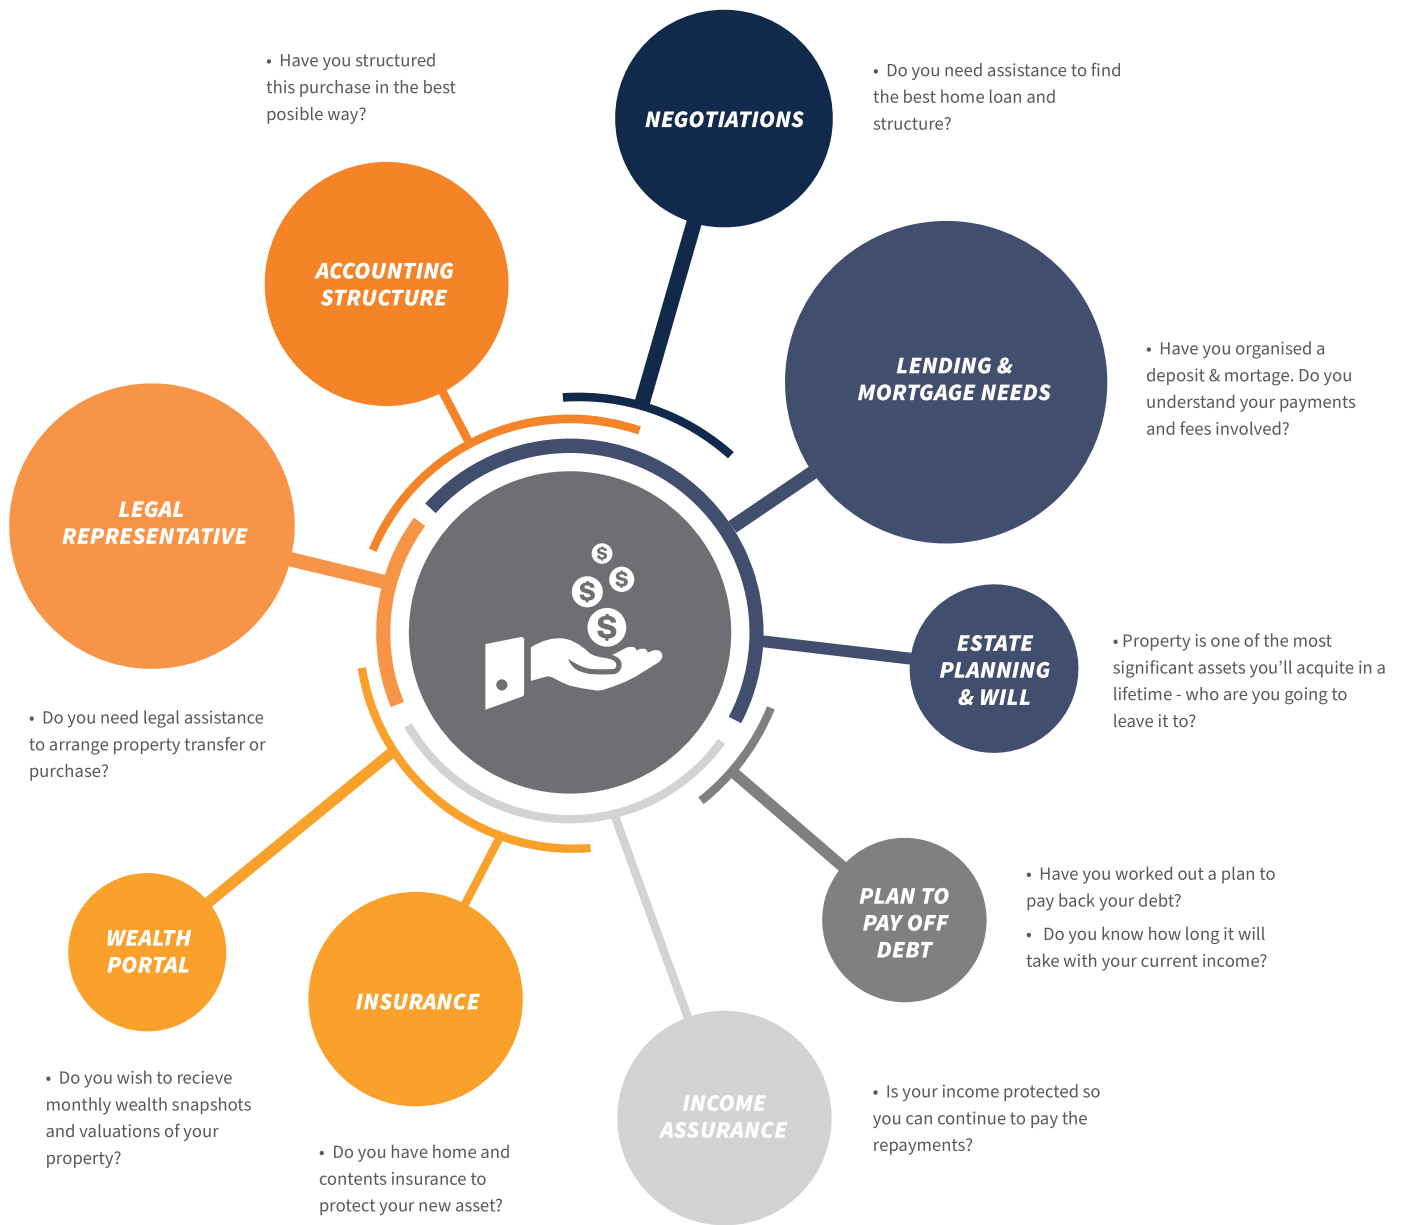 • Have you structured
this purchase in the best
posible way?
NEGOTIATIONS
• Do you need assistance to find
the best home loan and
structure?
ACCOUNTING
STRUCTURE
LENDING &
MORTGAGE NEEDS
• Have you organised a
deposit & mortage. Do you
understand your payments
and fees involved?
LEGAL
REPRESENTATIVE
• Do you need legal assistance
to arrange property transfer or
purchase?
$
$
$
$
ESTATE
PLANNING
& WILL
• Property is one of the most
significant assets you’ll acquite in a
lifetime - who are you going to
leave it to?
PLAN TO
PAY OFF
DEBT
• Have you worked out a plan to
pay back your debt?
• Do you know how long it will
take with your current income?
WEALTH
PORTAL
• Do you wish to recieve
monthly wealth snapshots
and valuations of your
property?
INSURANCE
• Do you have home and
contents insurance to
protect your new asset?
INCOME
ASSURANCE
• Is your income protected so
you can continue to pay the
repayments?